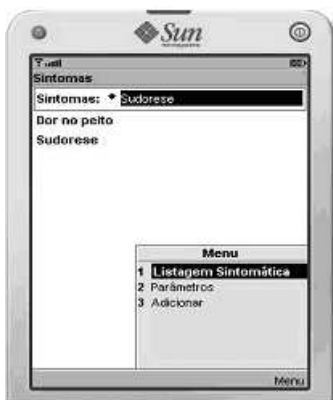 Sun
Sintomas
Sintomas: Sudorese
Dor no peito
Sudorese
Menu
1 Listagem Sintomática
2 Parâmetros
3 Adicionar
Menu